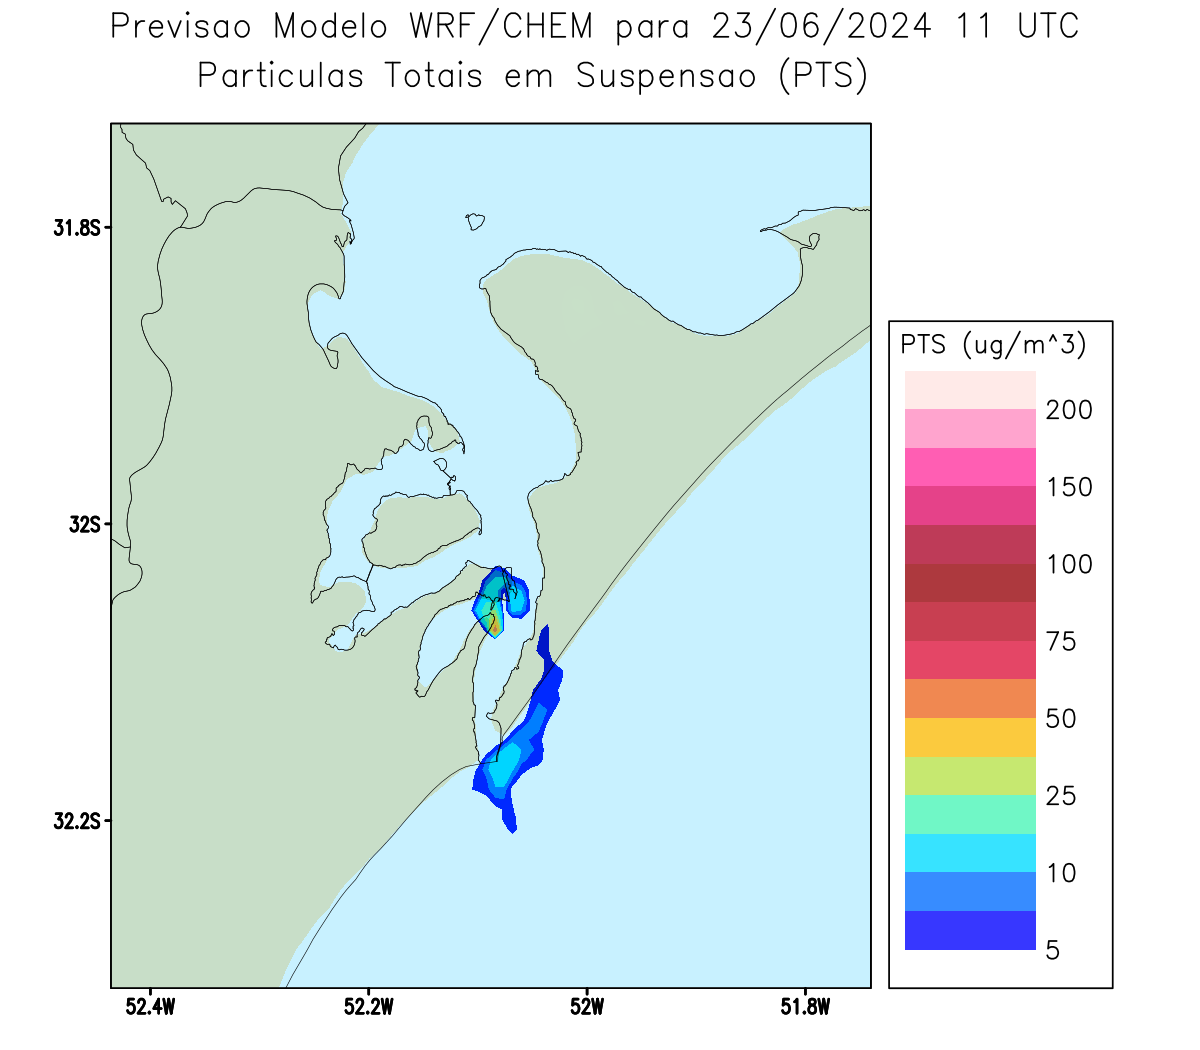 Previsao Modelo WRF/CHEM para 23/06/2024 11 UTC
Particulas Totais em Suspensao (PTS)
31.8S
32S
32.2S
52.4W 52.2W 52W 51.8W
PTS (ug/m^3)
200
150
100
75
50
25
10
5